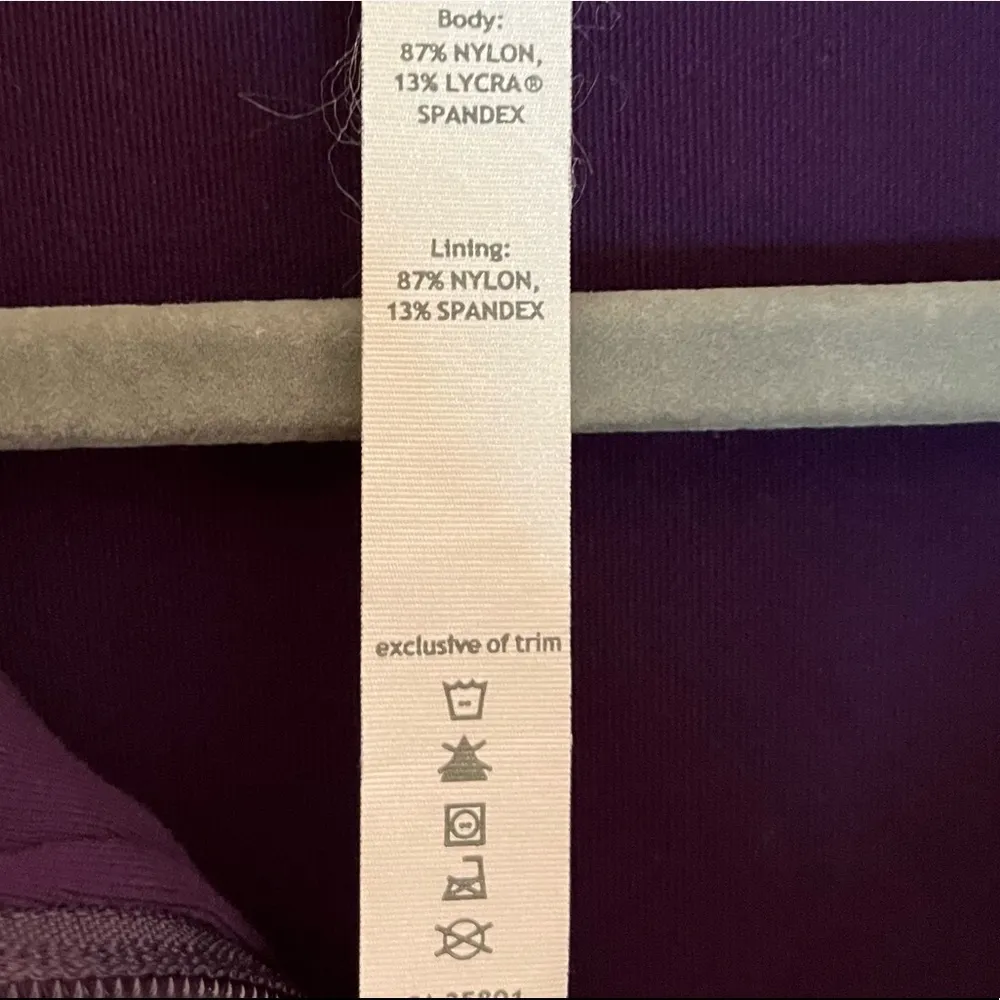 Body:
87% NYLON,
13% LYCRA®
SPANDEX
Lining:
87% NYLON,
13% SPANDEX
exclusive of trim